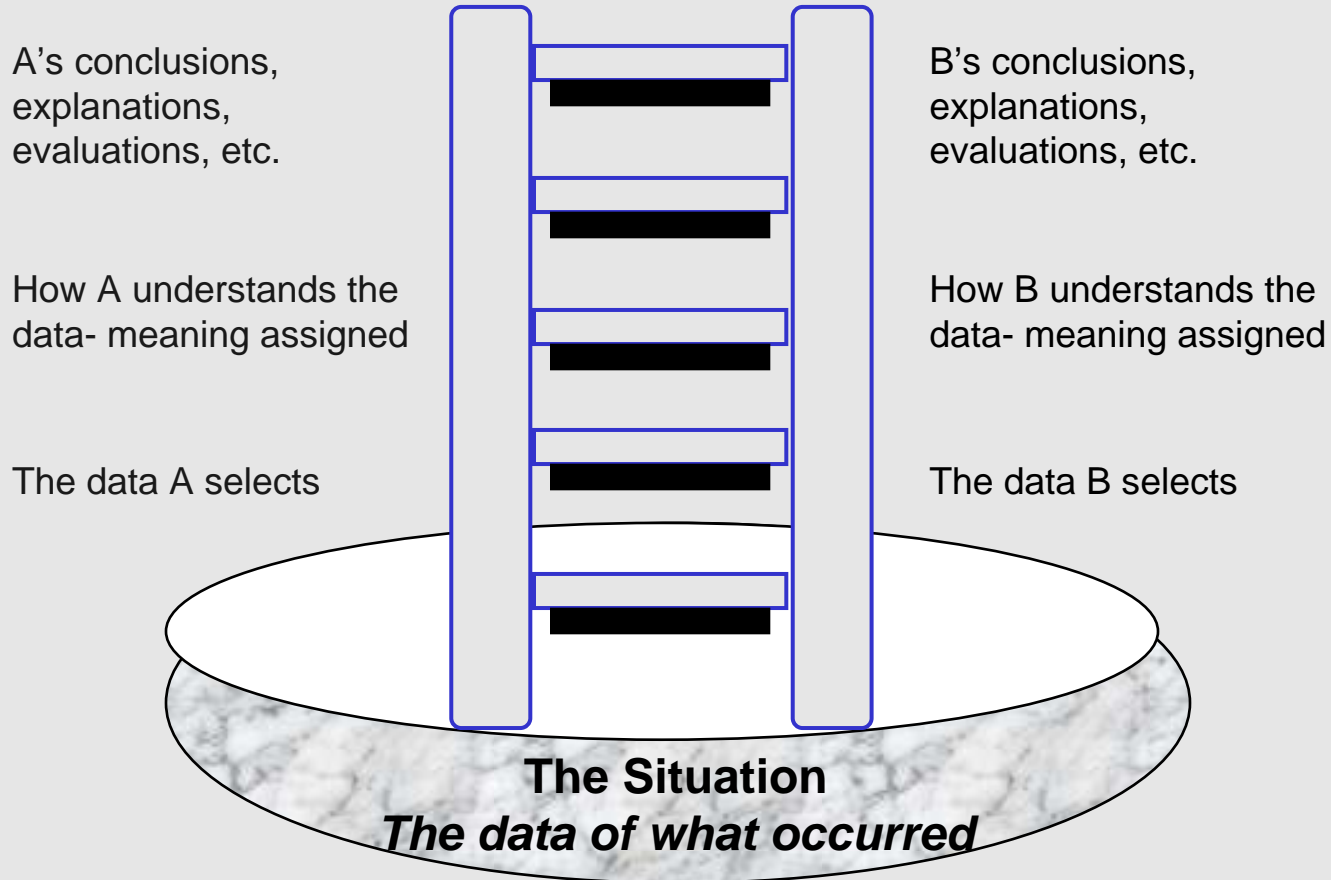 A’s conclusions,
explanations,
evaluations, etc.
B’s conclusions,
explanations,
evaluations, etc.
How A understands the
data- meaning assigned
How B understands the
data- meaning assigned
The data A selects
The data B selects
The Situation
The data of what occurred